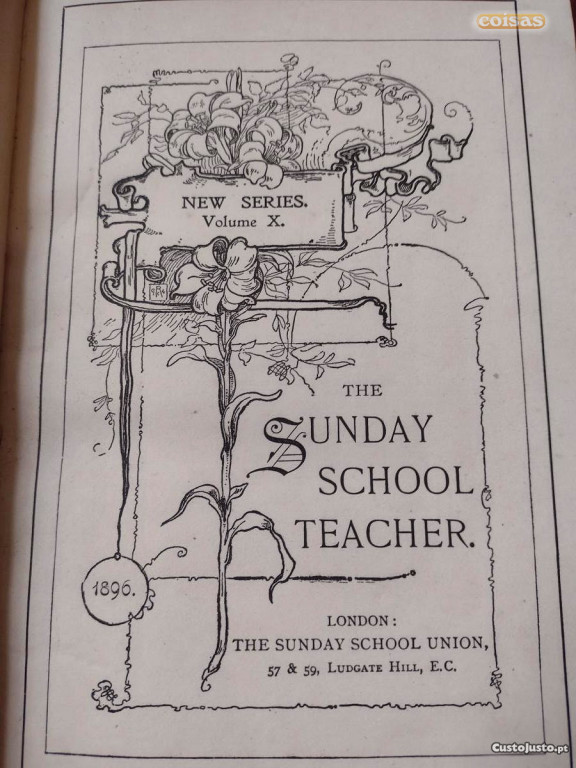 coisas
NEW SERIES.
Volume X.
THE
SUNDAY
SCHOOL
TEACHER.
1896.
LONDON:
THE SUNDAY SCHOOL UNION,
57 & 59, LUDGATE HILL, E.C.
CustoJusto.pt